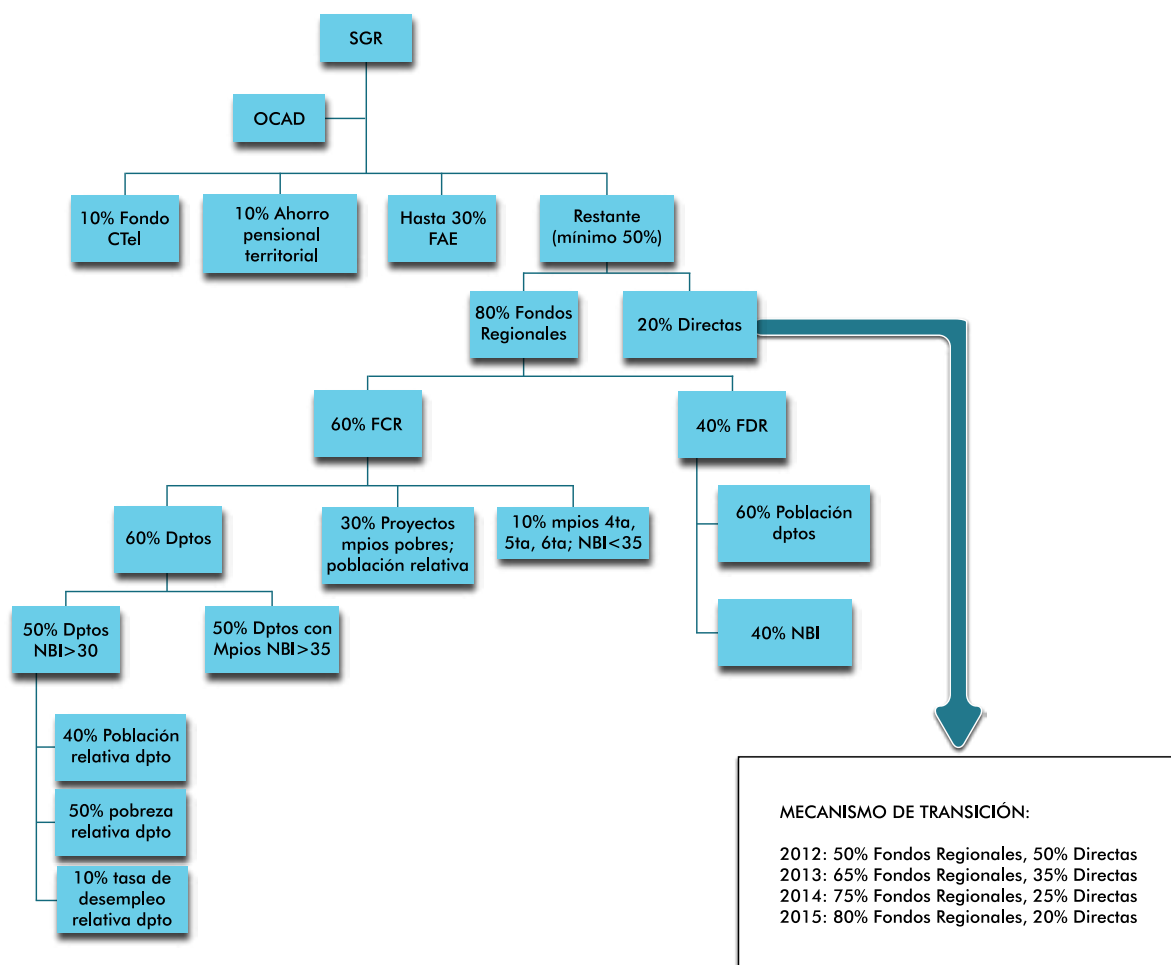 SGR
OCAD
10% Fondo
CTel
10% Ahorro
pensional
territorial
Hasta 30%
FAE
Restante
(mínimo 50%)
80% Fondos
Regionales
20% Directas
60% FCR
40% FDR
60% Dptos
30% Proyectos
mpios pobres;
población relativa
10% mpios 4ta,
5ta, 6ta; NBI<35
60% Población
dptos
40% NBI
50% Dptos
NBI>30
50% Dptos con
Mpios NBI>35
40% Población
relativa dpto
50% pobreza
relativa dpto
10% tasa de
desempleo
relativa dpto
MECANISMO DE TRANSICIÓN:
2012: 50% Fondos Regionales, 50% Directas
2013: 65% Fondos Regionales, 35% Directas
2014: 75% Fondos Regionales, 25% Directas
2015: 80% Fondos Regionales, 20% Directas